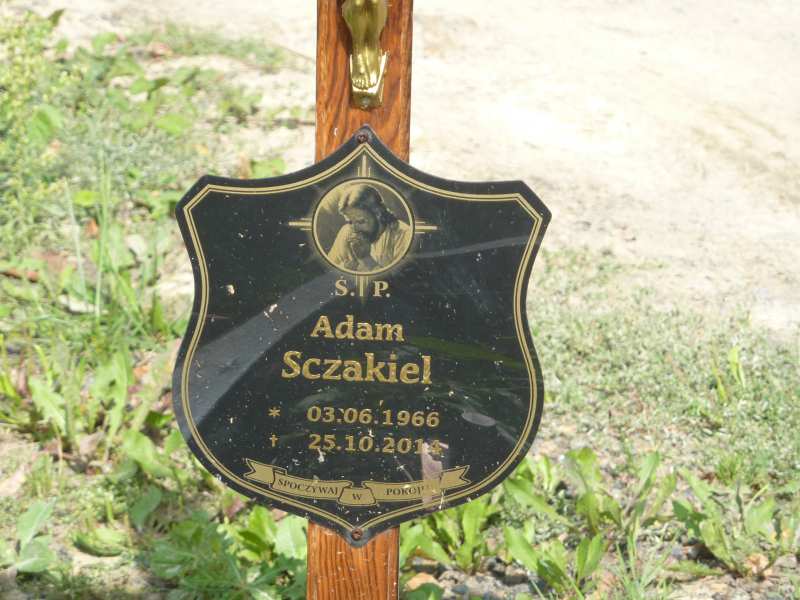 Ś. P.
Adam
Sczakiel
* 03.06.1966
† 25.10.2014
SPOCZYWAJ W POKOJU